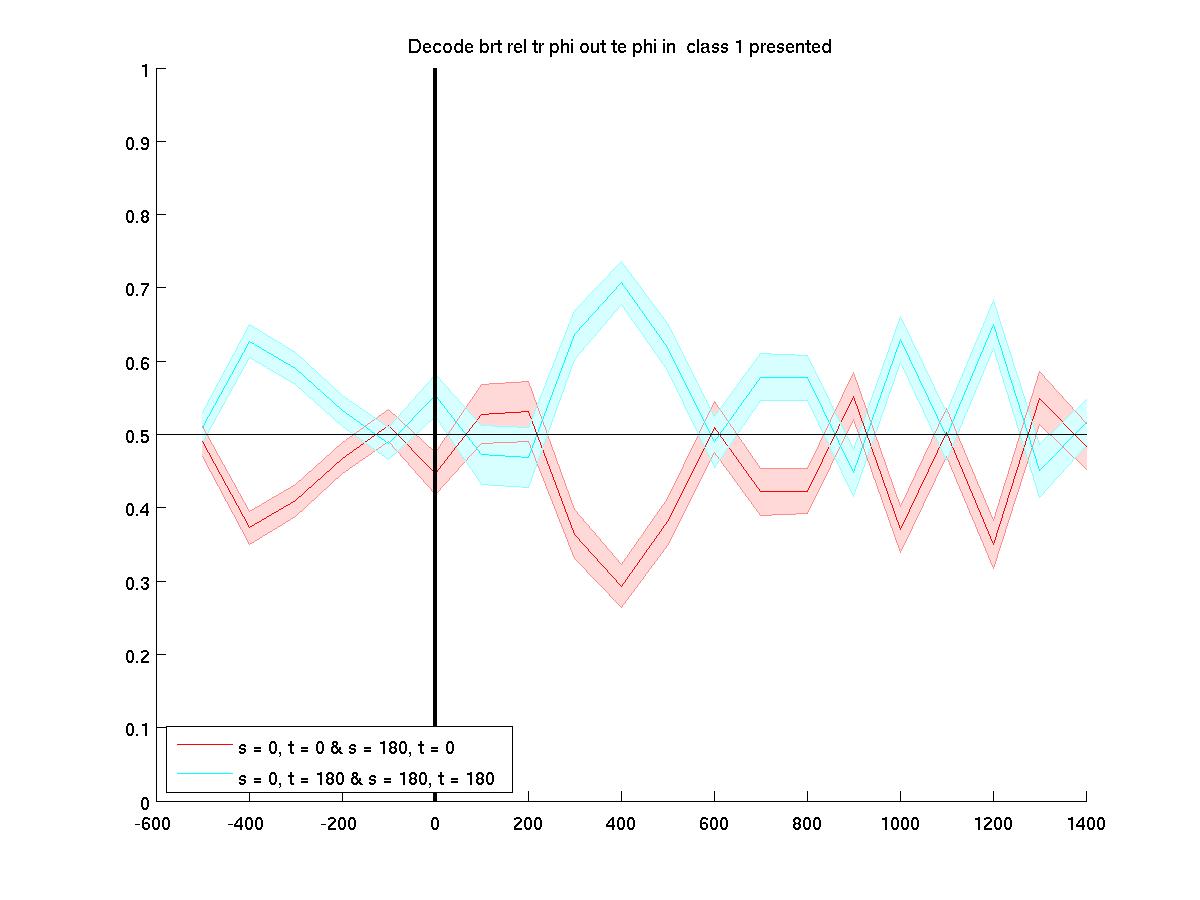 Decode brt rel tr phi out te phi in  class 1 presented
1
0.9
0.8
0.7
0.6
0.5
0.4
0.3
0.2
0.1
0
s = 0, t = 0 & s = 180, t = 0
s = 0, t = 180 & s = 180, t = 180
-600 -400 -200 0 200 400 600 800 1000 1200 1400